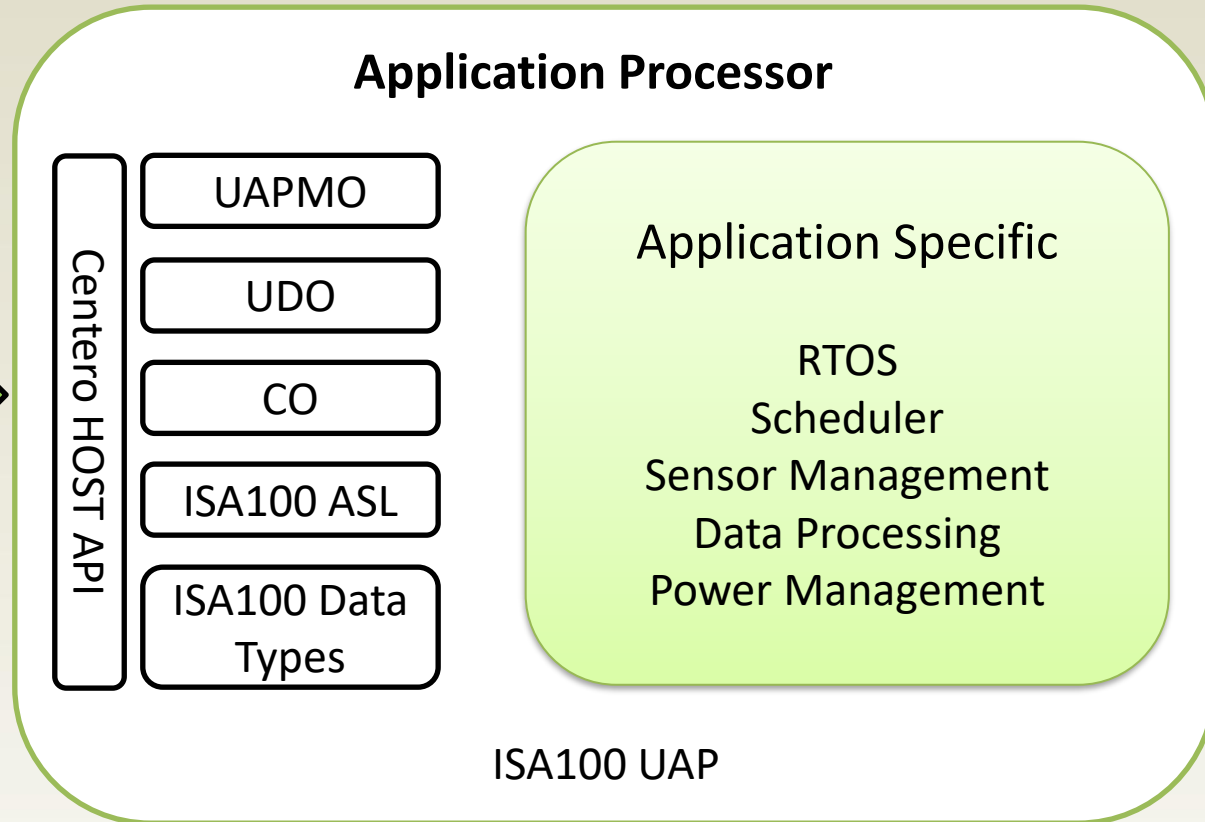 Application Processor
Centero HOST API
UAPMO
UDO
CO
ISA100 ASL
ISA100 Data
Types
Application Specific
RTOS
Scheduler
Sensor Management
Data Processing
Power Management
ISA100 UAP